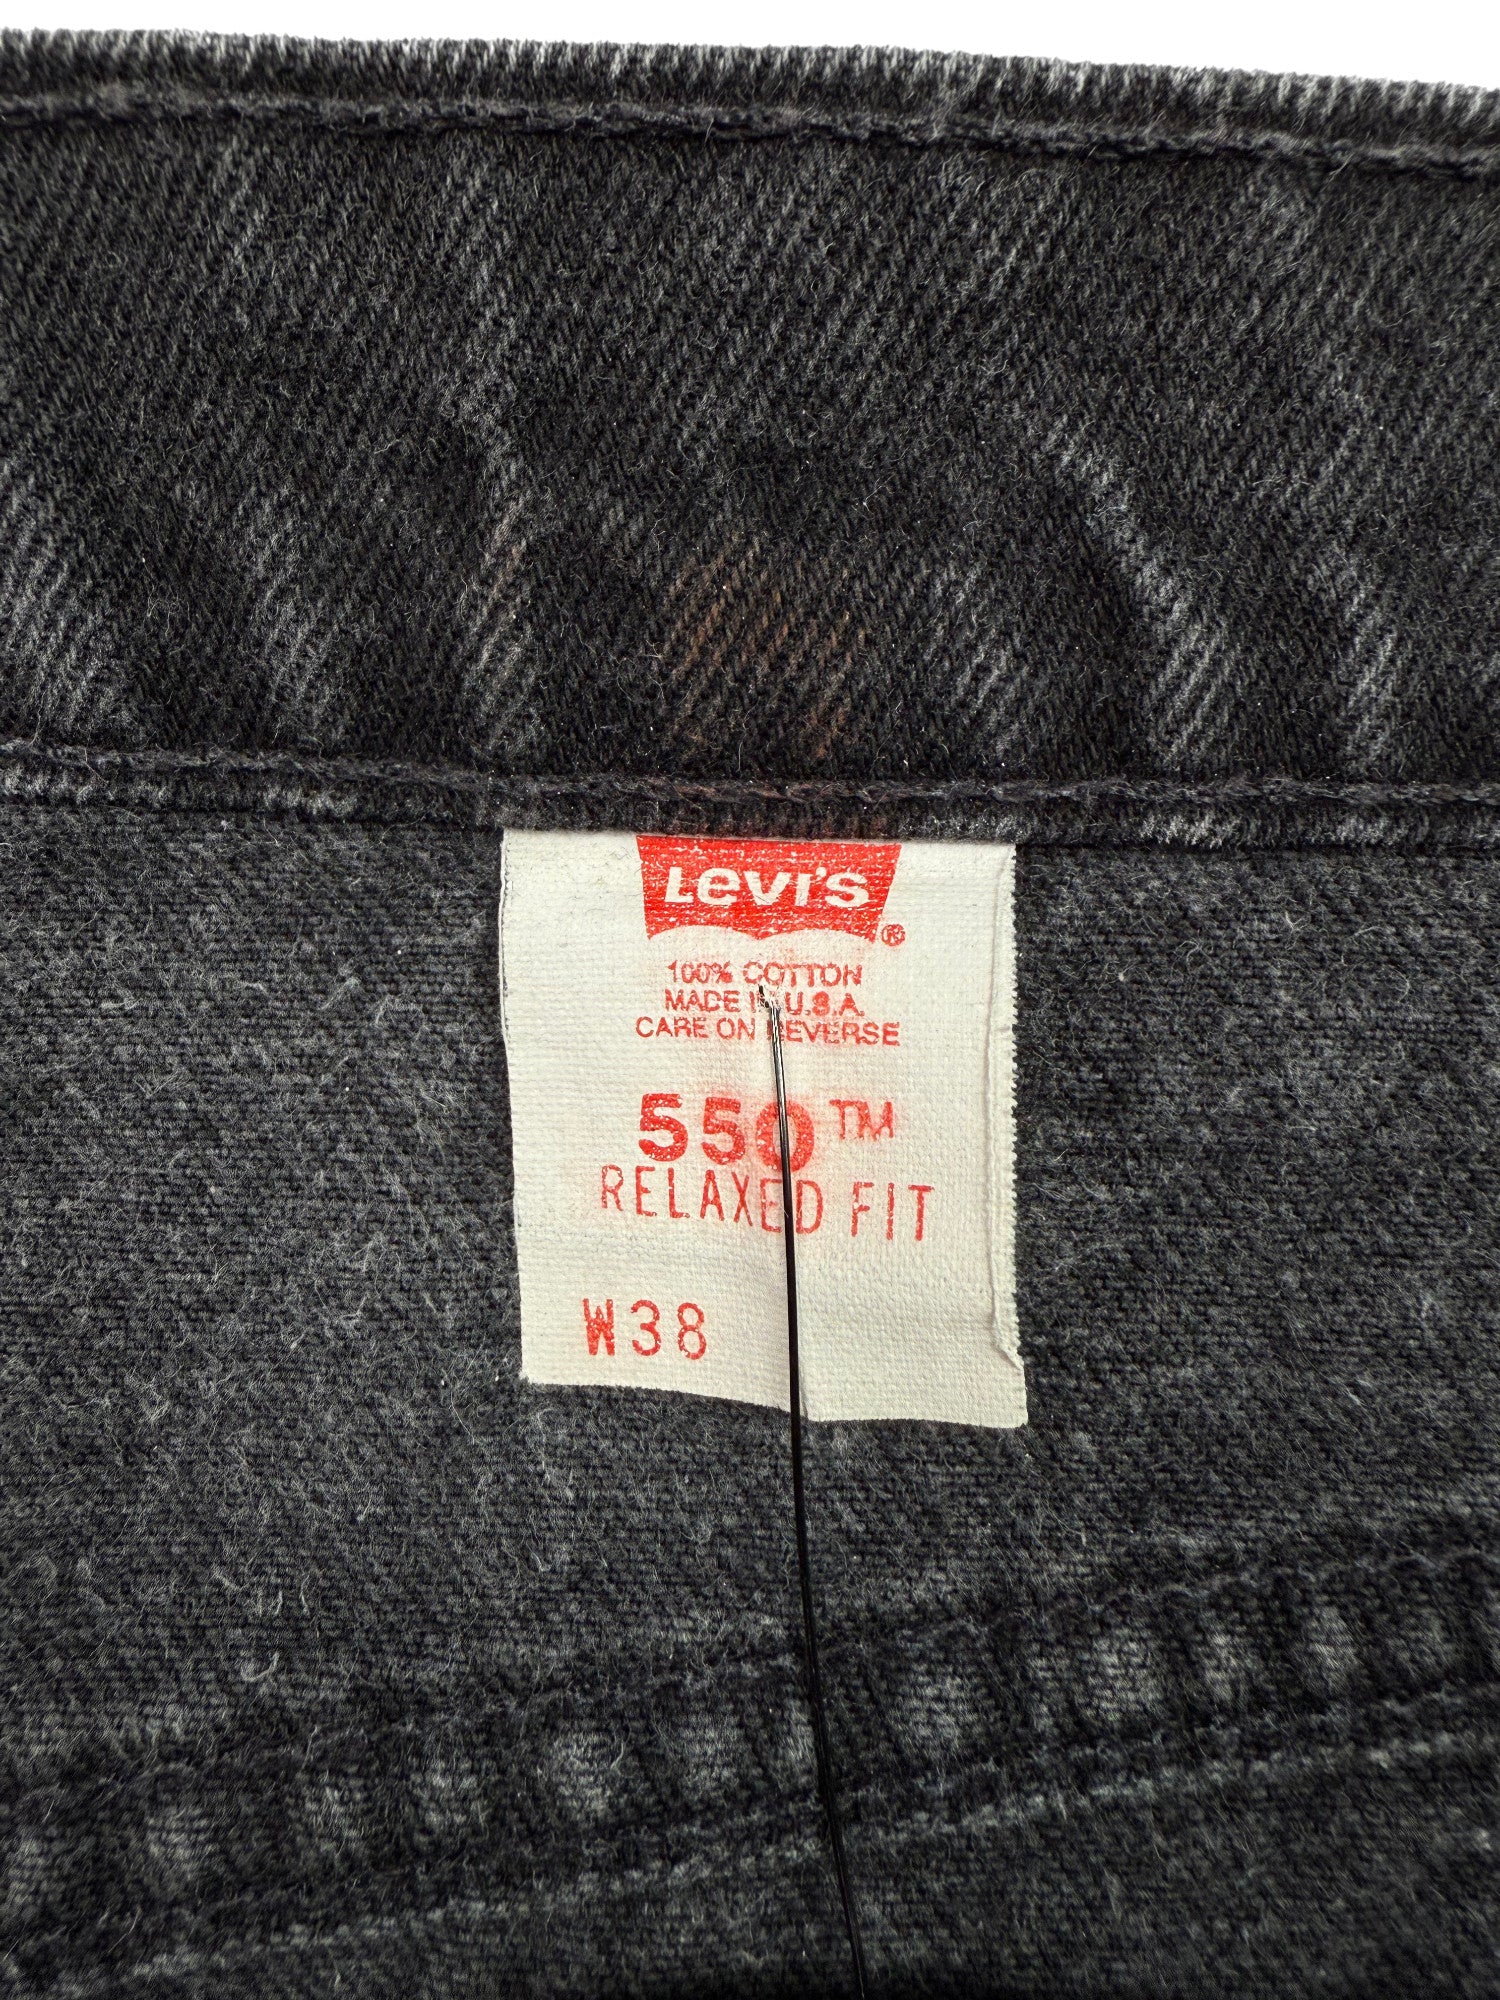 Levi's ®
100% COTTON
MADE IN U.S.A.
CARE ON REVERSE
550™
RELAXED FIT
W38